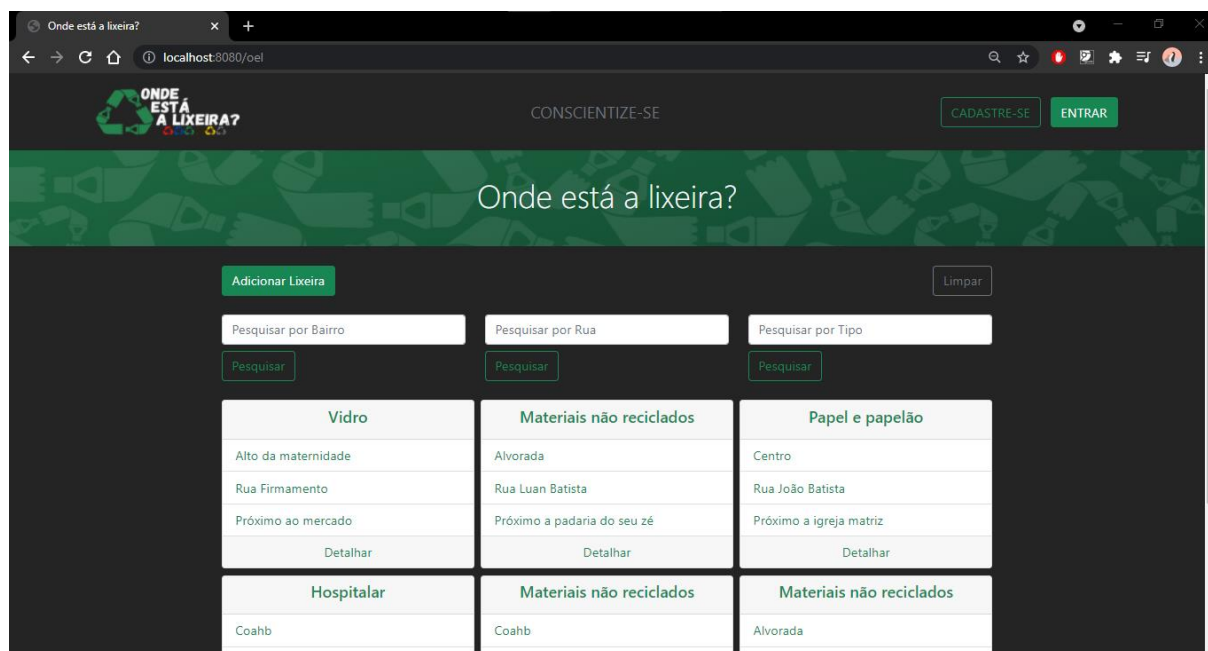 Onde está a lixeira?
localhost:8080/oel
ONDE
ESTÁ
A LIXEIRA?
CONSCIENTIZE-SE
CADASTRE-SE
ENTRAR
Onde está a lixeira?
Adicionar Lixeira
Limpar
Pesquisar por Bairro
Pesquisar por Rua
Pesquisar por Tipo
Pesquisar
Pesquisar
Pesquisar
Vidro
Materiais não reciclados
Papel e papelão
Alto da maternidade
Alvorada
Centro
Rua Firmamento
Rua Luan Batista
Rua João Batista
Próximo ao mercado
Próximo a padaria do seu zé
Próximo a igreja matriz
Detalhar
Detalhar
Detalhar
Hospitalar
Materiais não reciclados
Materiais não reciclados
Coahb
Coahb
Alvorada